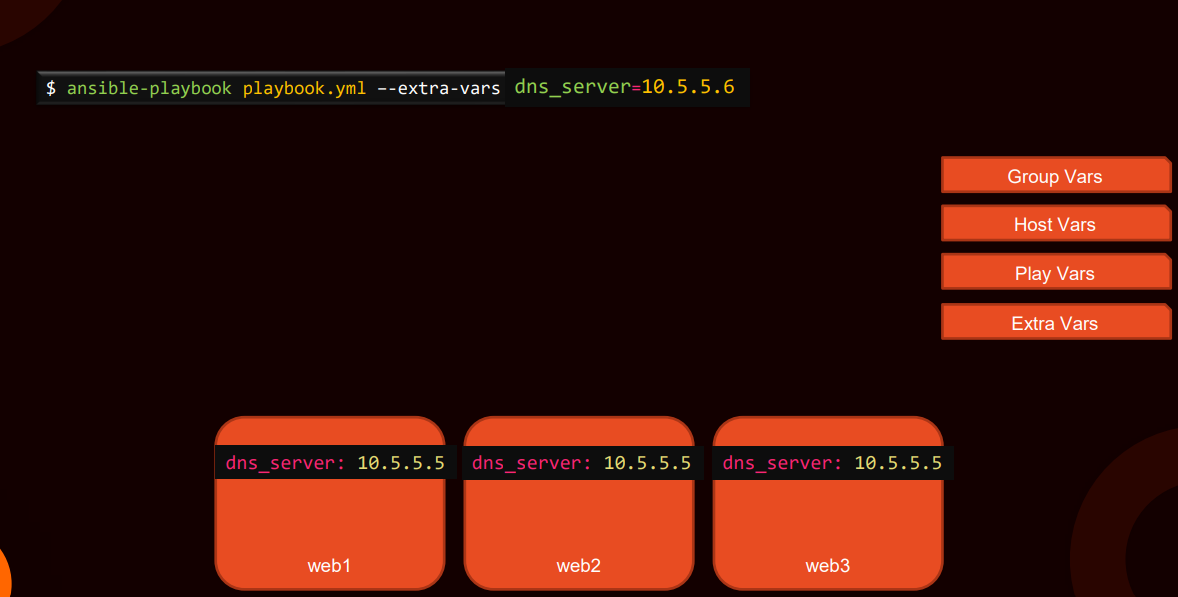 $ ansible-playbook playbook.yml --extra-vars dns_server=10.5.5.6
Group Vars
Host Vars
Play Vars
Extra Vars
dns_server: 10.5.5.5 dns_server: 10.5.5.5 dns_server: 10.5.5.5
web1 web2 web3